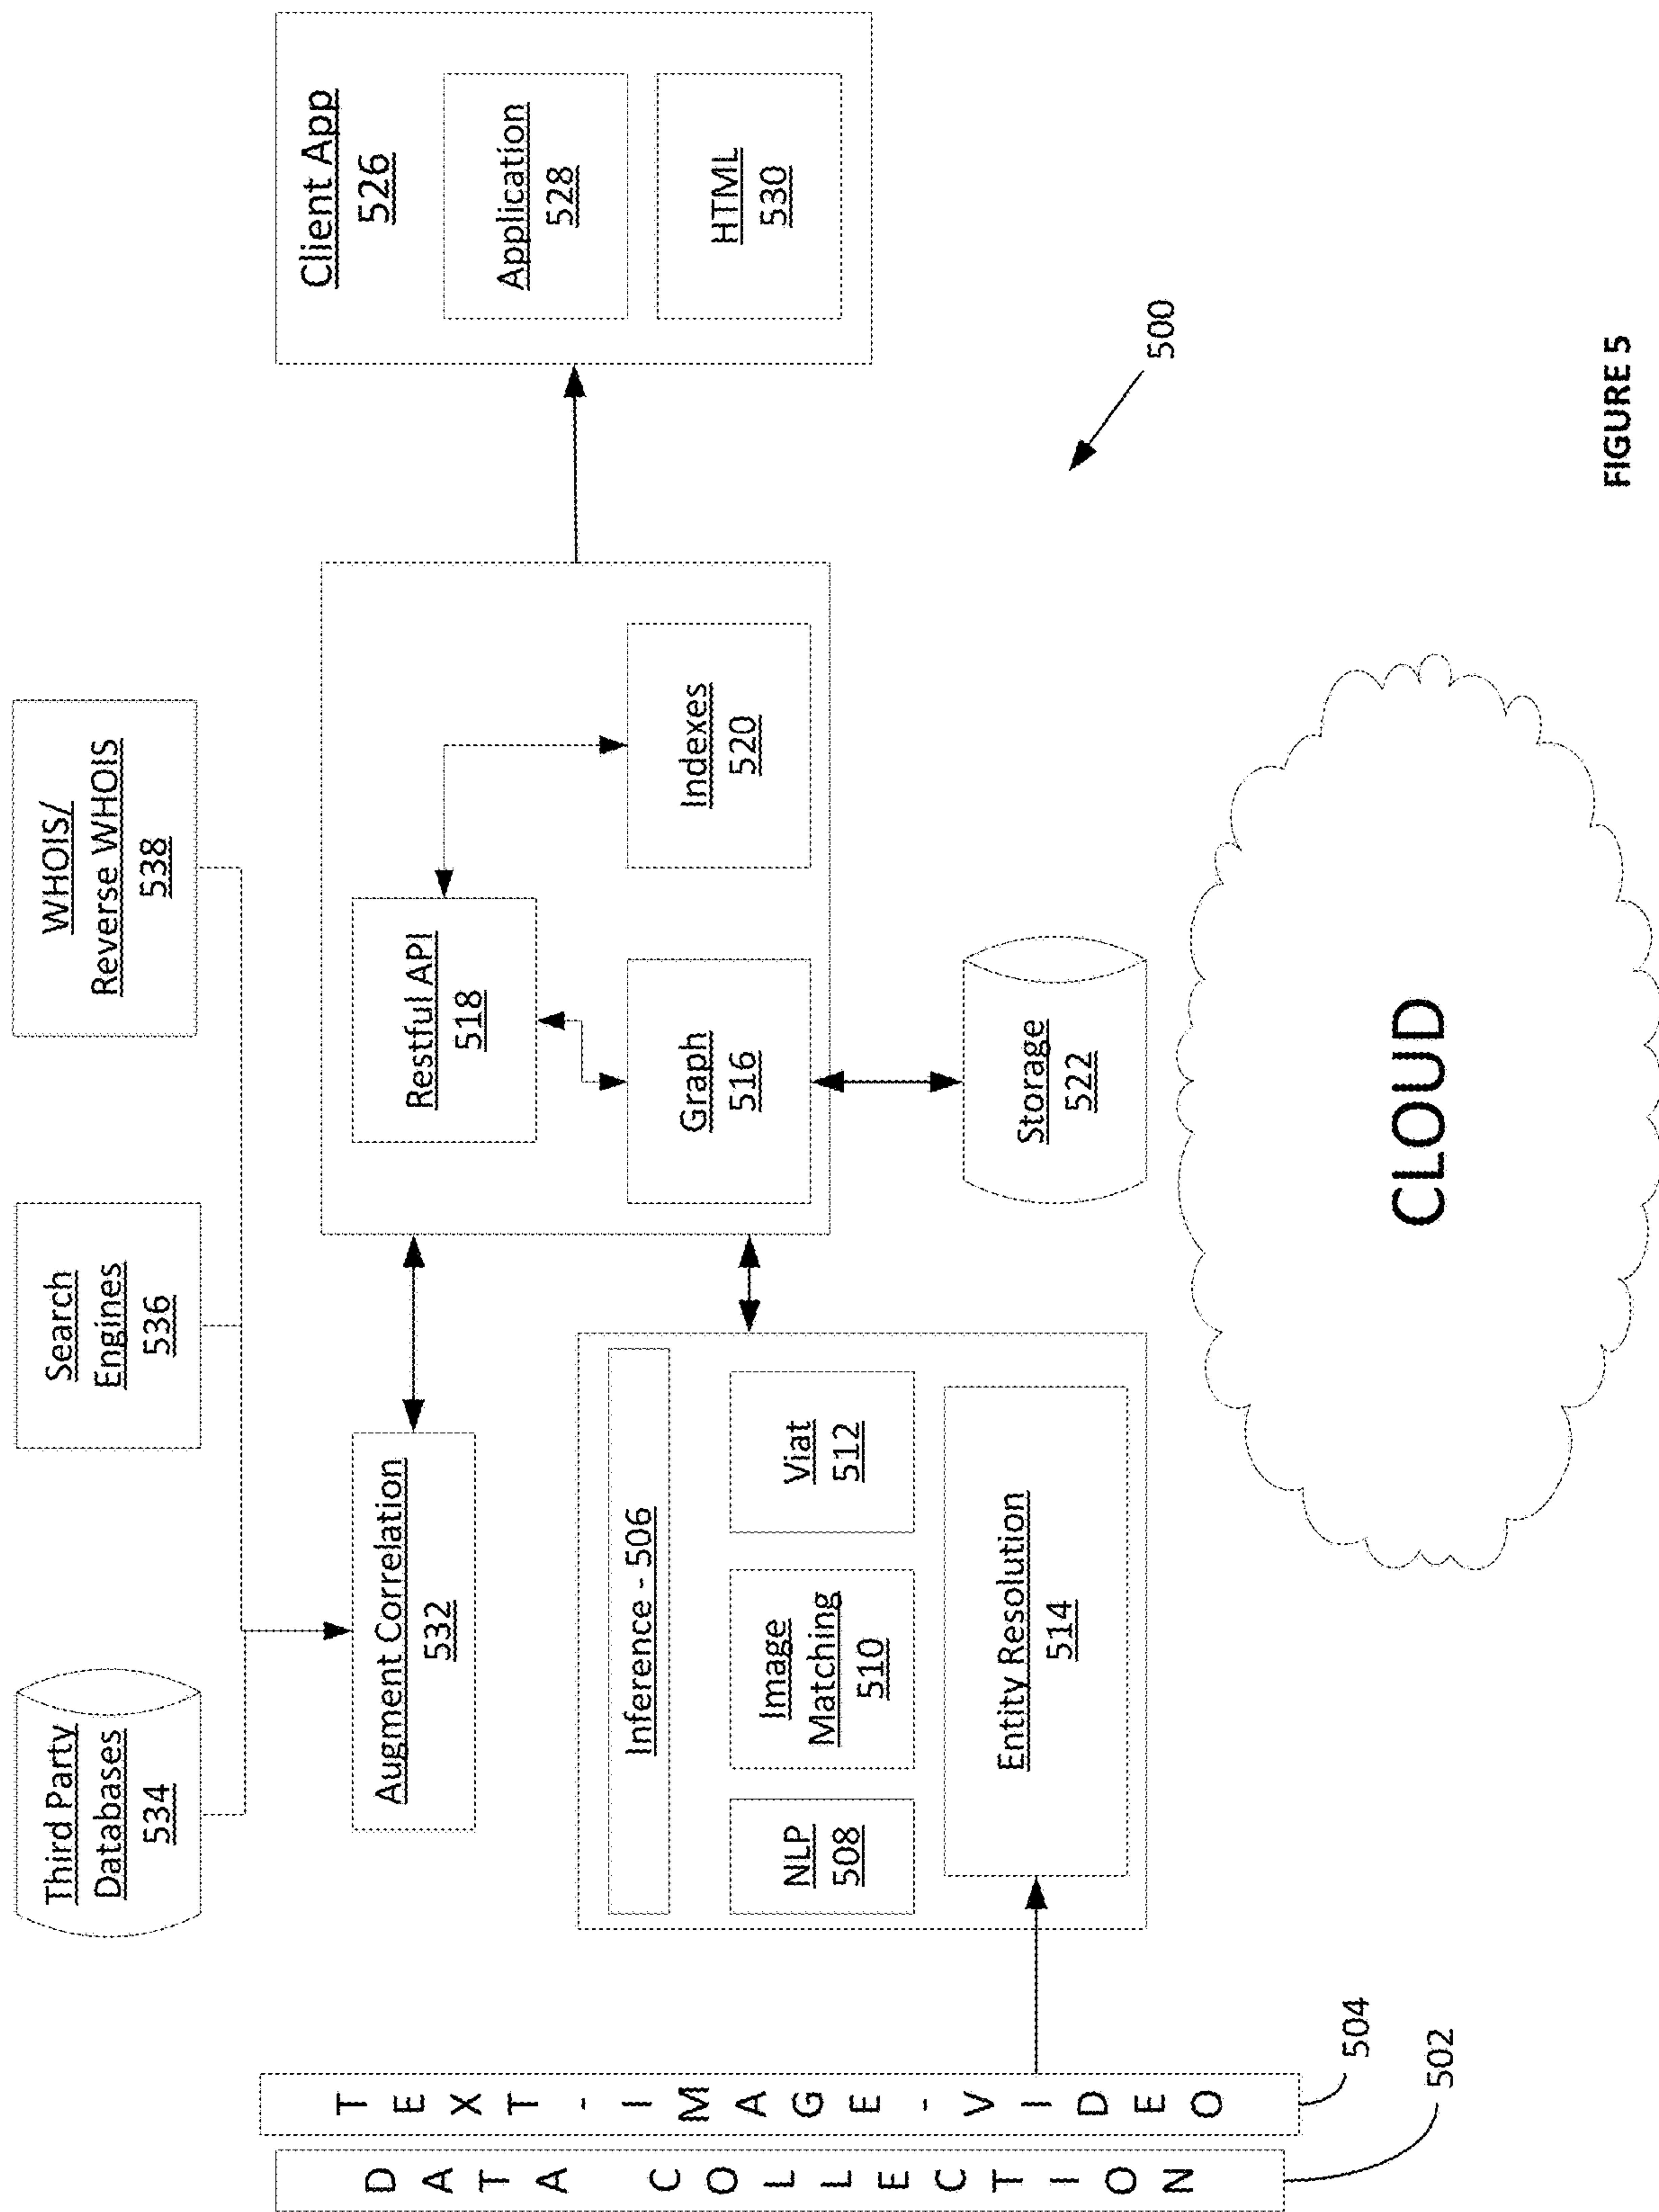 Third Party
Databases
534
Search
Engines
536
WHOIS/
Reverse WHOIS
538
Augment Correlation
532
Restful API
518
Graph
516
Indexes
520
Client App
526
Application
528
HTML
530
DATA COLLECTION
TEXT-IMAGE-VIDEO
Inference - 506
NLP
508
Image
Matching
510
Viat
512
Entity Resolution
514
Storage
522
504
502
CLOUD
500
FIGURE 5